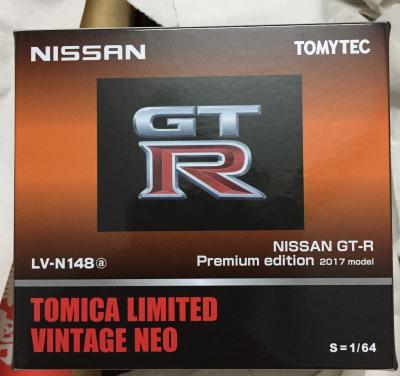 NISSAN TOMYTEC
GT
R
NISSAN GT-R
LV-N148ⓐ Premium edition 2017 model
TOMICA LIMITED
VINTAGE NEO
S=1/64